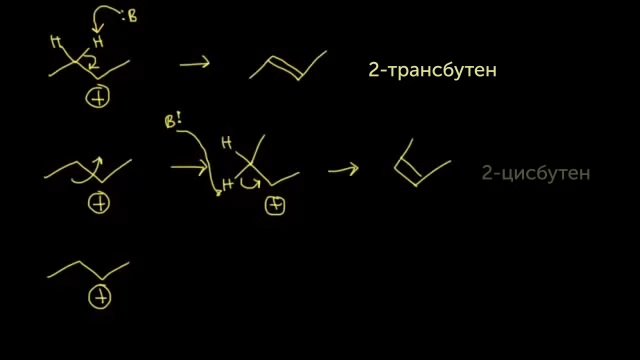 :B
H H
+
2-трансбутен
B:
H
H
+
+
2-цисбутен
+